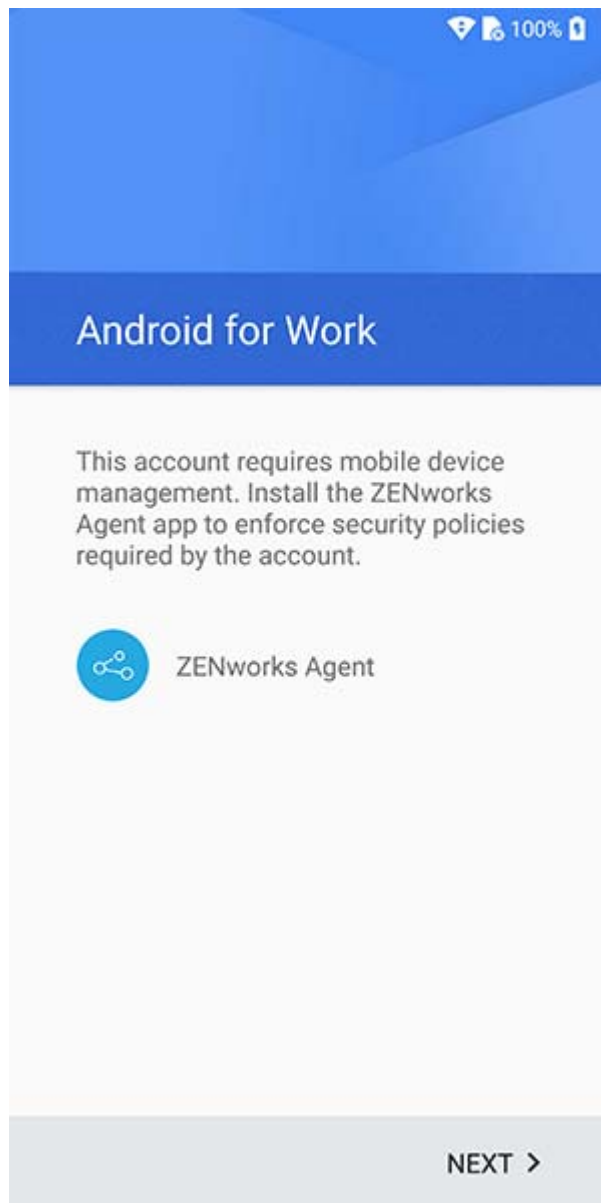 100%
Android for Work
This account requires mobile device
management. Install the ZENworks
Agent app to enforce security policies
required by the account.
ZENworks Agent
NEXT >